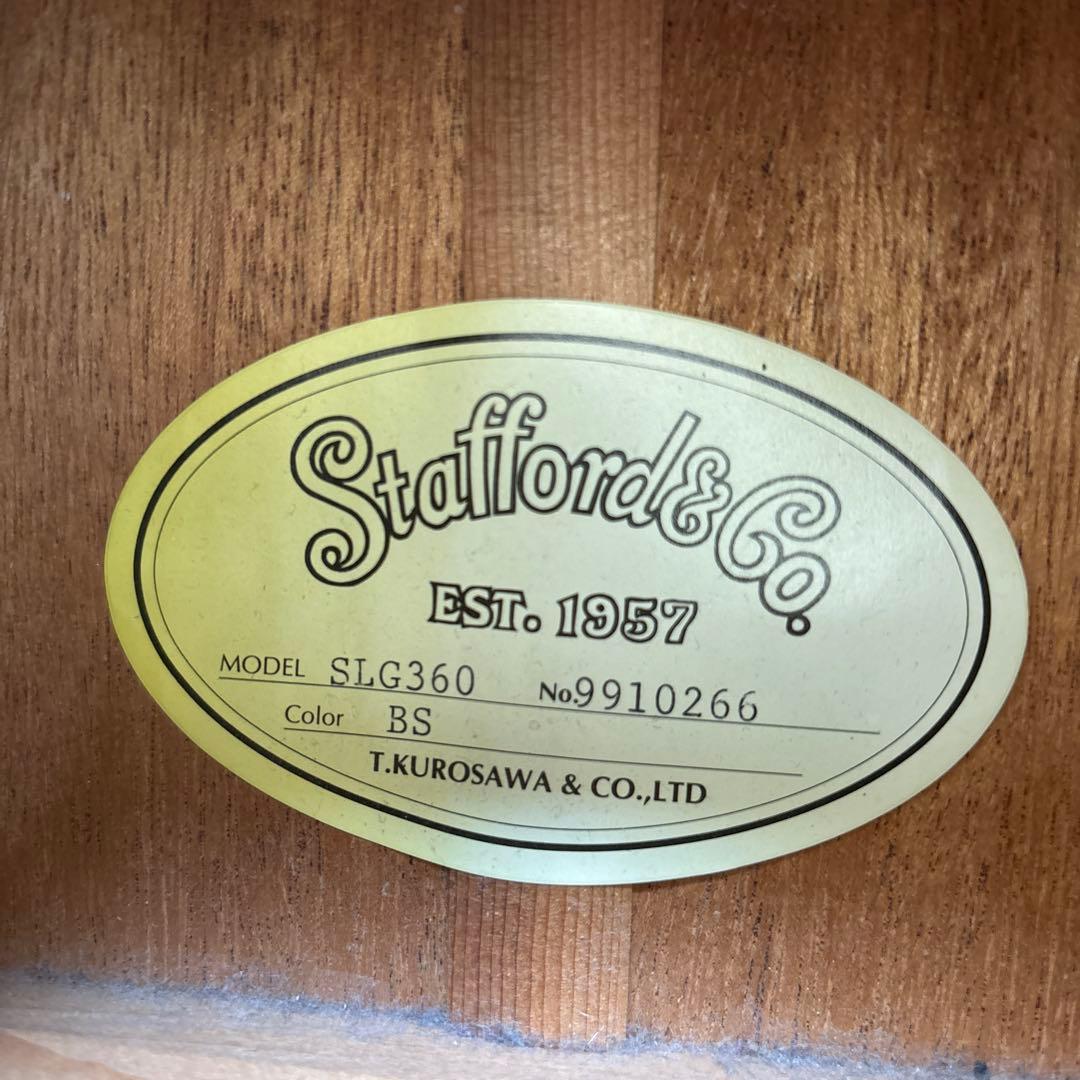 Stafford & Co.
EST. 1957
MODEL SLG360 No.9910266
Color BS
T.KUROSAWA & CO.,LTD